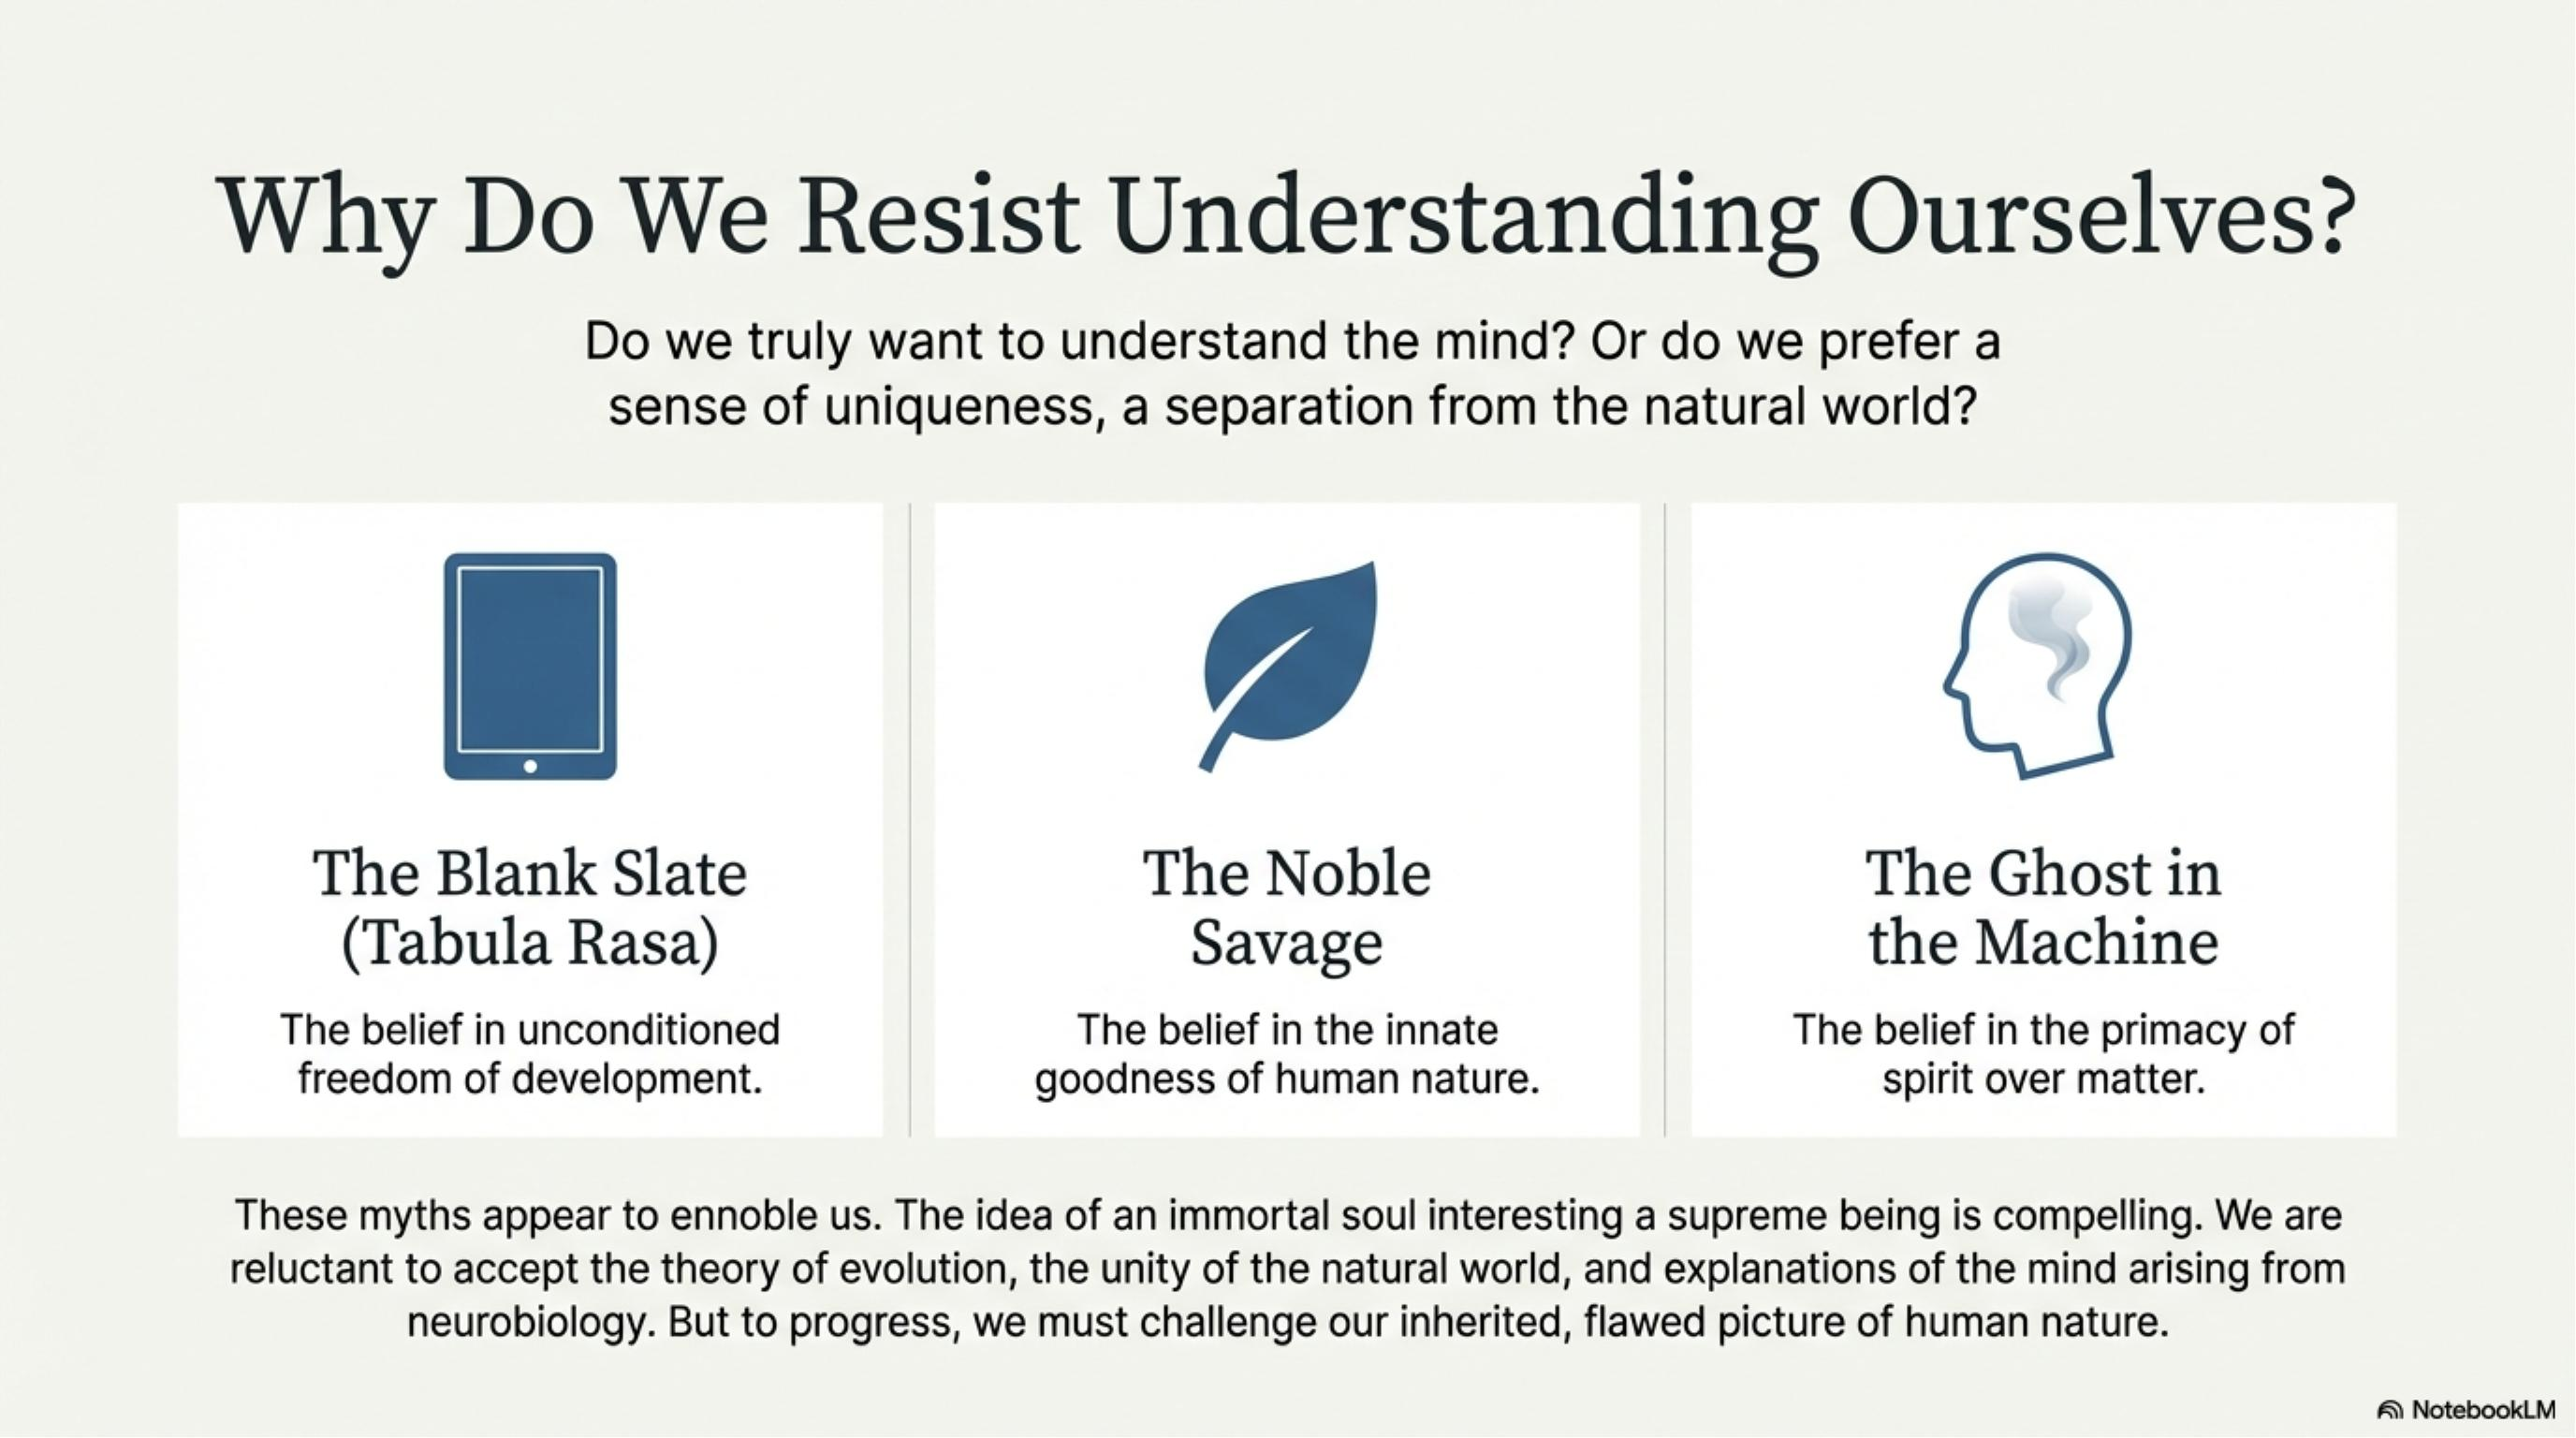 Why Do We Resist Understanding Ourselves?
Do we truly want to understand the mind? Or do we prefer a
sense of uniqueness, a separation from the natural world?
The Blank Slate
(Tabula Rasa)
The belief in unconditioned
freedom of development.
The Noble
Savage
The belief in the innate
goodness of human nature.
The Ghost in
the Machine
The belief in the primacy of
spirit over matter.
These myths appear to ennoble us. The idea of an immortal soul interesting a supreme being is compelling. We are
reluctant to accept the theory of evolution, the unity of the natural world, and explanations of the mind arising from
neurobiology. But to progress, we must challenge our inherited, flawed picture of human nature.
NotebookLM